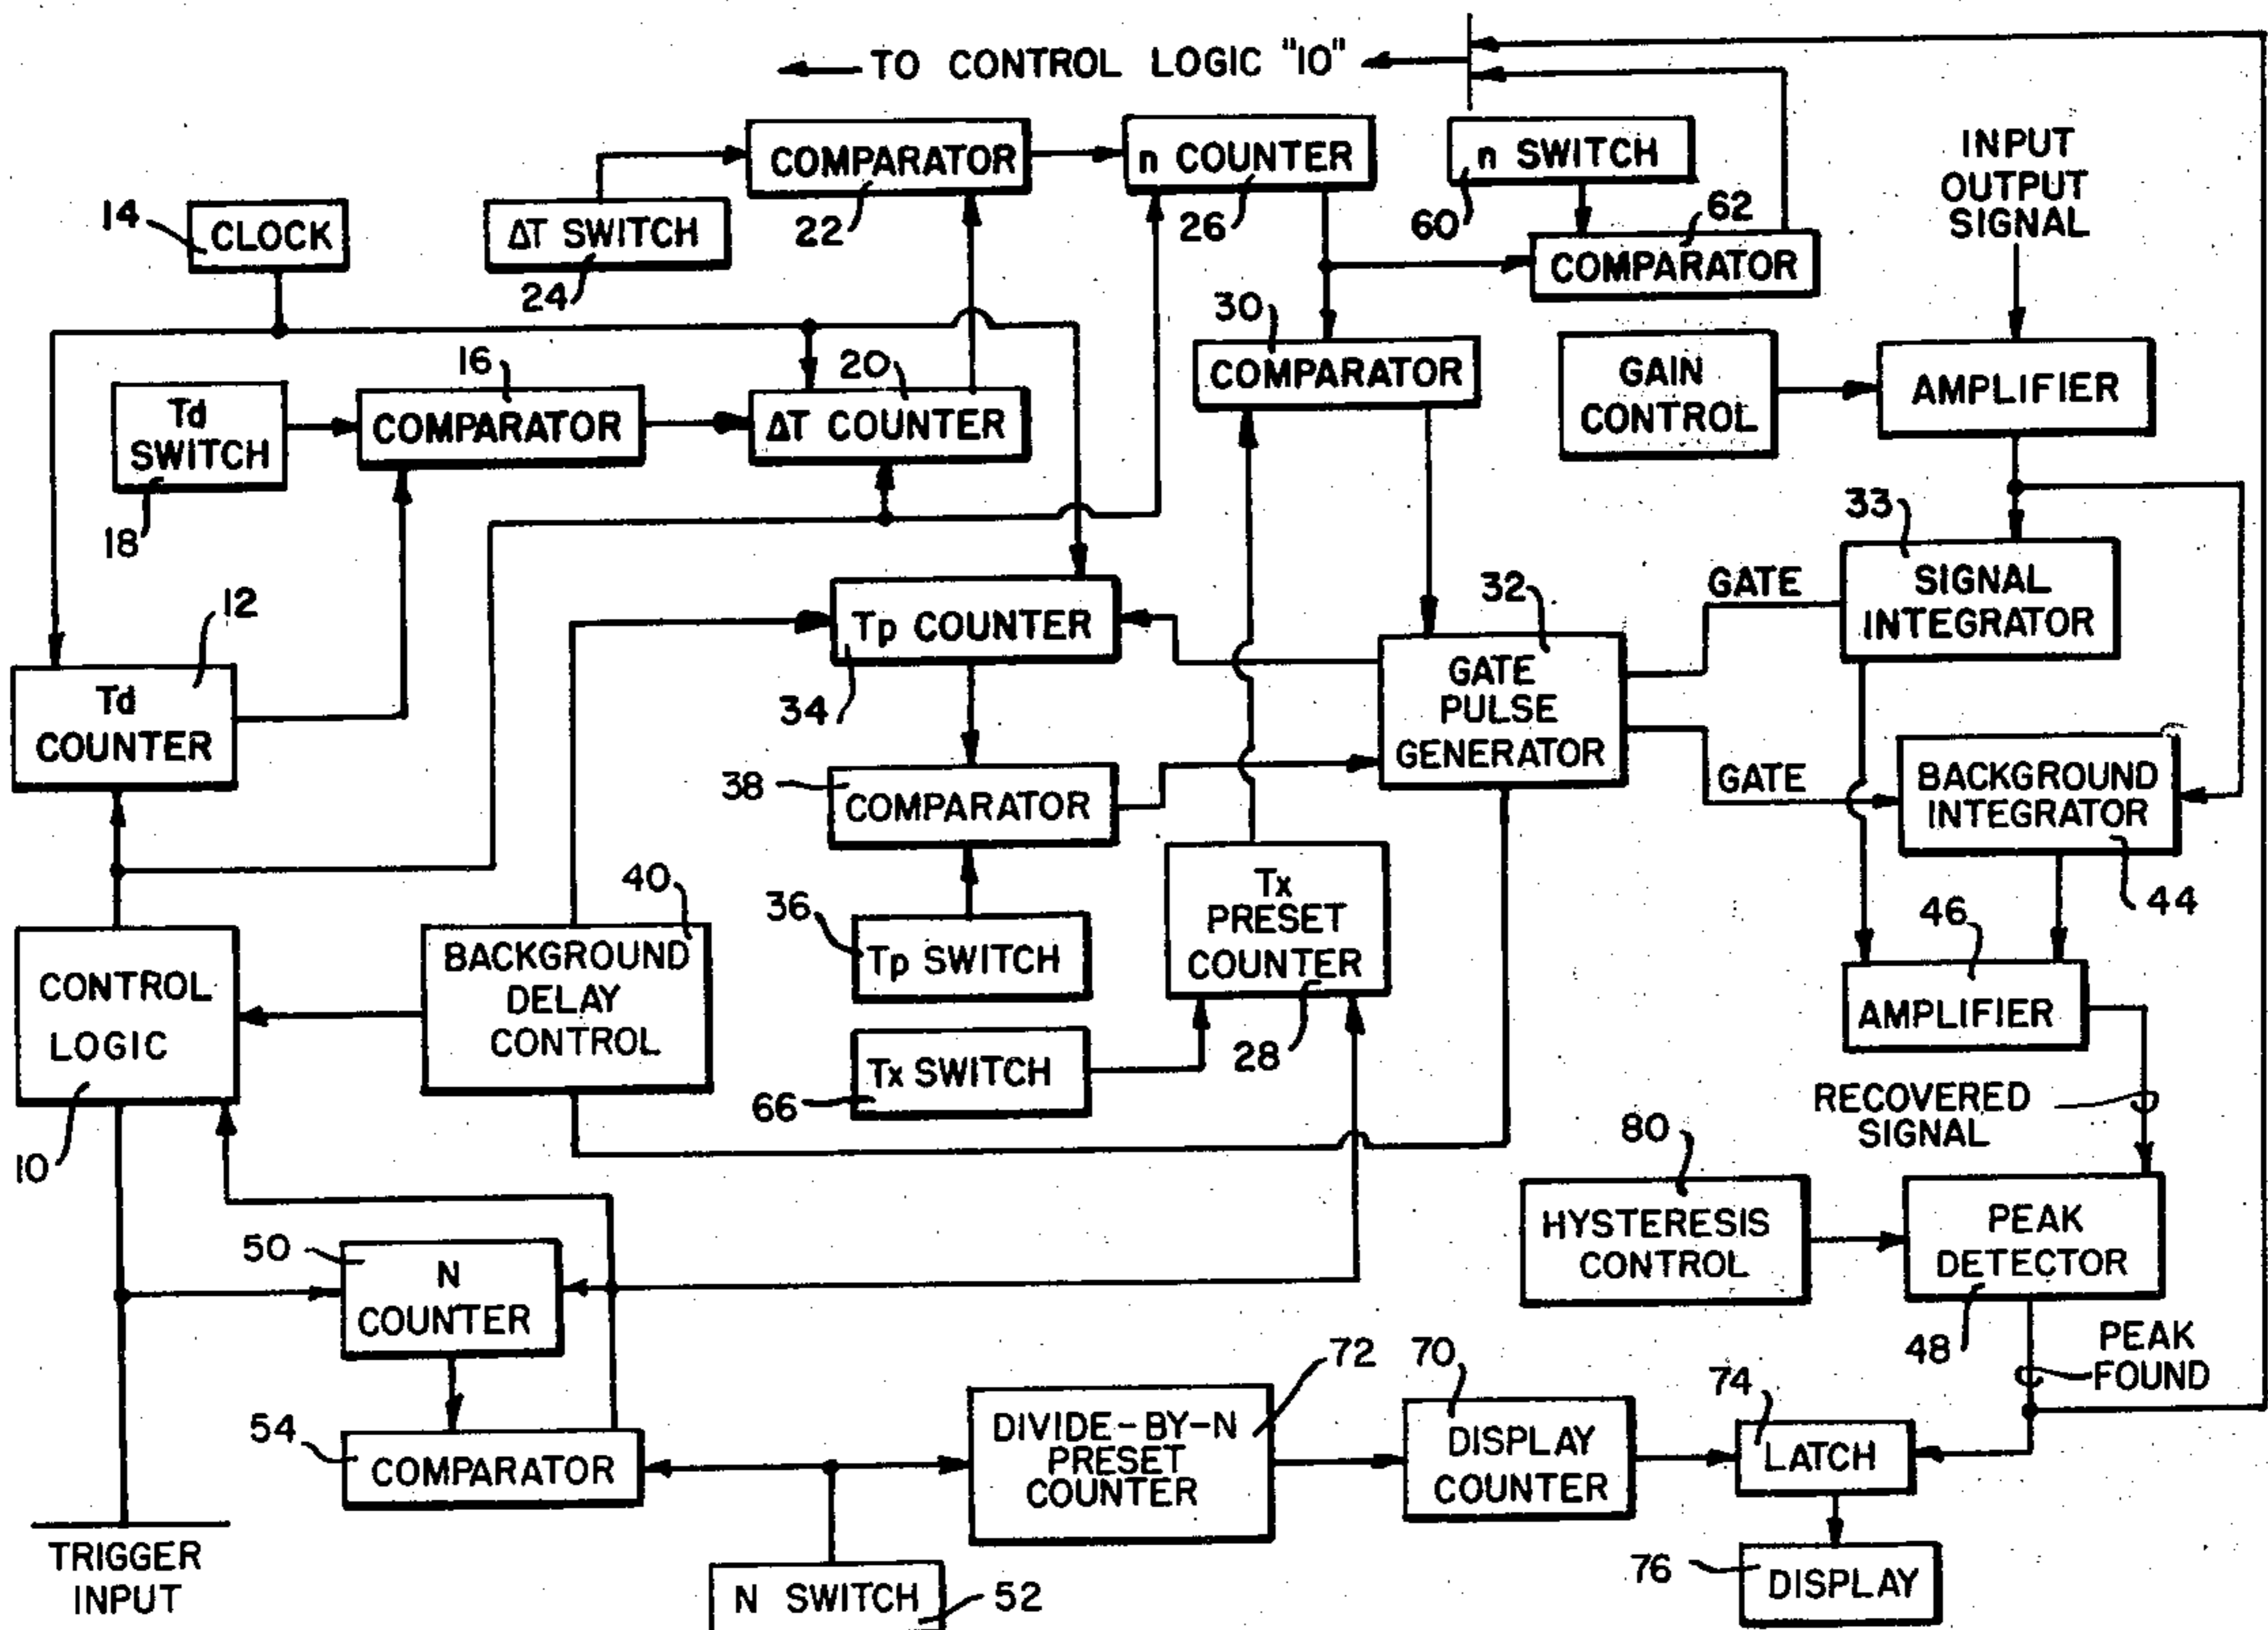 TO CONTROL LOGIC "10"
COMPARATOR
22
n COUNTER
26
n SWITCH
60
62
COMPARATOR
INPUT
OUTPUT
SIGNAL
14
CLOCK
ΔT SWITCH
24
30
COMPARATOR
GAIN
CONTROL
AMPLIFIER
Td
SWITCH
18
16
COMPARATOR
20
ΔT COUNTER
33
SIGNAL
INTEGRATOR
GATE
12
Td
COUNTER
Tp COUNTER
34
32
GATE
PULSE
GENERATOR
GATE
BACKGROUND
INTEGRATOR
44
38
COMPARATOR
36
Tp SWITCH
Tx
PRESET
COUNTER
28
46
AMPLIFIER
CONTROL
LOGIC
10
40
BACKGROUND
DELAY
CONTROL
Tx SWITCH
66
RECOVERED
SIGNAL
80
HYSTERESIS
CONTROL
PEAK
DETECTOR
48
PEAK
FOUND
50
N
COUNTER
54
COMPARATOR
72
DIVIDE-BY-N
PRESET
COUNTER
70
DISPLAY
COUNTER
74
LATCH
76
DISPLAY
TRIGGER
INPUT
N SWITCH
52